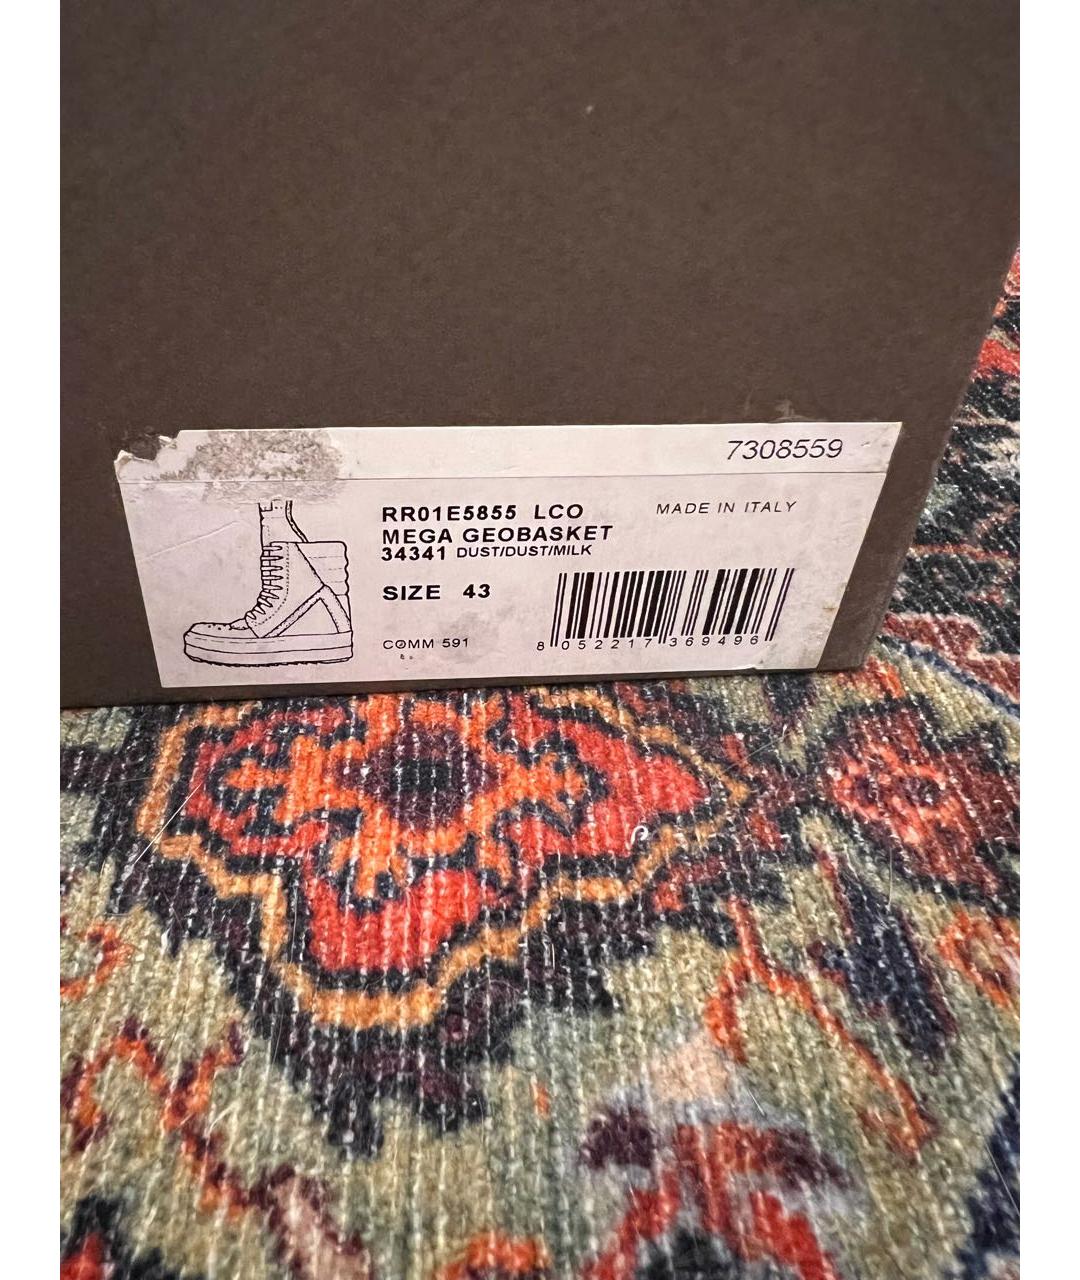 7308559
RR01E5855 LCO
MADE IN ITALY
MEGA GEOBASKET
34341 DUST/DUST/MILK
SIZE 43
COMM 591
8 052217 369496